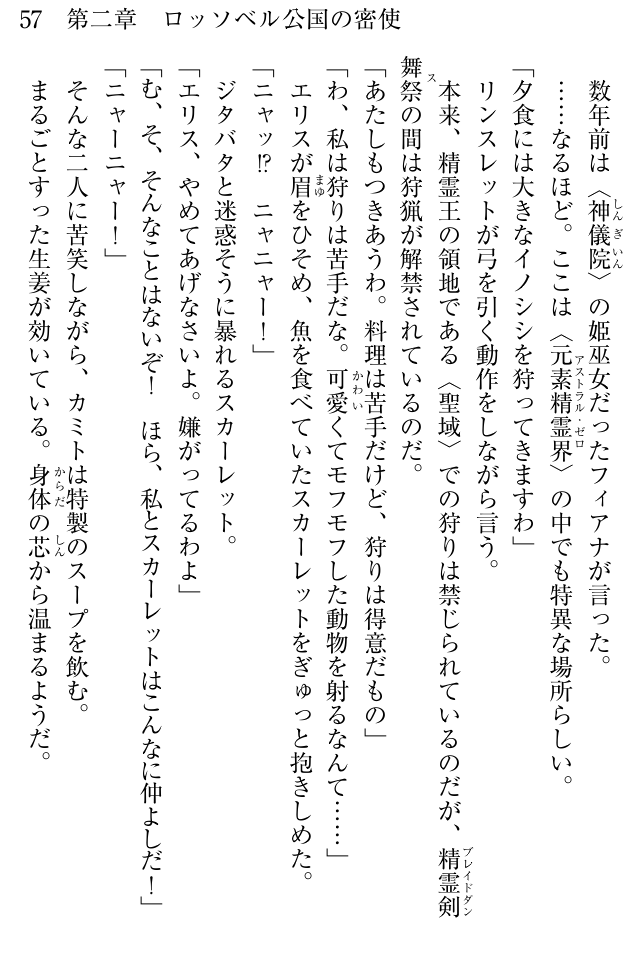 57　第二章　ロッソベル公国の密使
数年前は〈神儀院〉の姫巫女だったフィアナが言った。
……なるほど。ここは〈元素精霊界〉の中でも特異な場所らしい。
「夕食には大きなイノシシを狩ってきますわ」
リンスレットが弓を引く動作をしながら言う。
本来、精霊王の領地である〈聖域〉での狩りは禁じられているのだが、精霊剣
舞祭の間は狩猟が解禁されているのだ。
「あたしもつきあうわ。料理は苦手だけど、狩りは得意だもの」
「わ、私は狩りは苦手だな。可愛くてモフモフした動物を射るなんて……」
エリスが眉をひそめ、魚を食べていたスカーレットをぎゅっと抱きしめた。
「ニャッ!?　ニャニャー！」
ジタバタと迷惑そうに暴れるスカーレット。
「エリス、やめてあげなさいよ。嫌がってるわよ」
「む、そ、そんなことはないぞ！　ほら、私とスカーレットはこんなに仲よしだ！」
「ニャーニャー！」
そんな二人に苦笑しながら、カミトは特製のスープを飲む。
まるごとすった生姜が効いている。身体の芯から温まるようだ。